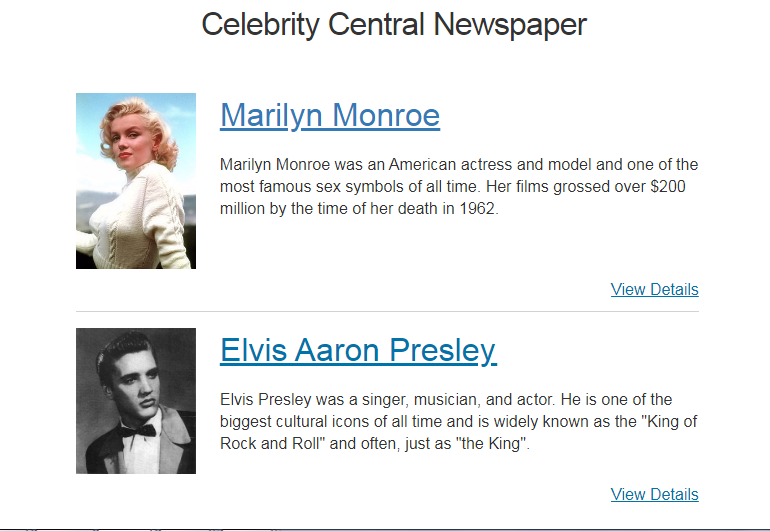 Celebrity Central Newspaper
Marilyn Monroe
Marilyn Monroe was an American actress and model and one of the
most famous sex symbols of all time. Her films grossed over $200
million by the time of her death in 1962.
View Details
Elvis Aaron Presley
Elvis Presley was a singer, musician, and actor. He is one of the
biggest cultural icons of all time and is widely known as the "King of
Rock and Roll" and often, just as "the King".
View Details